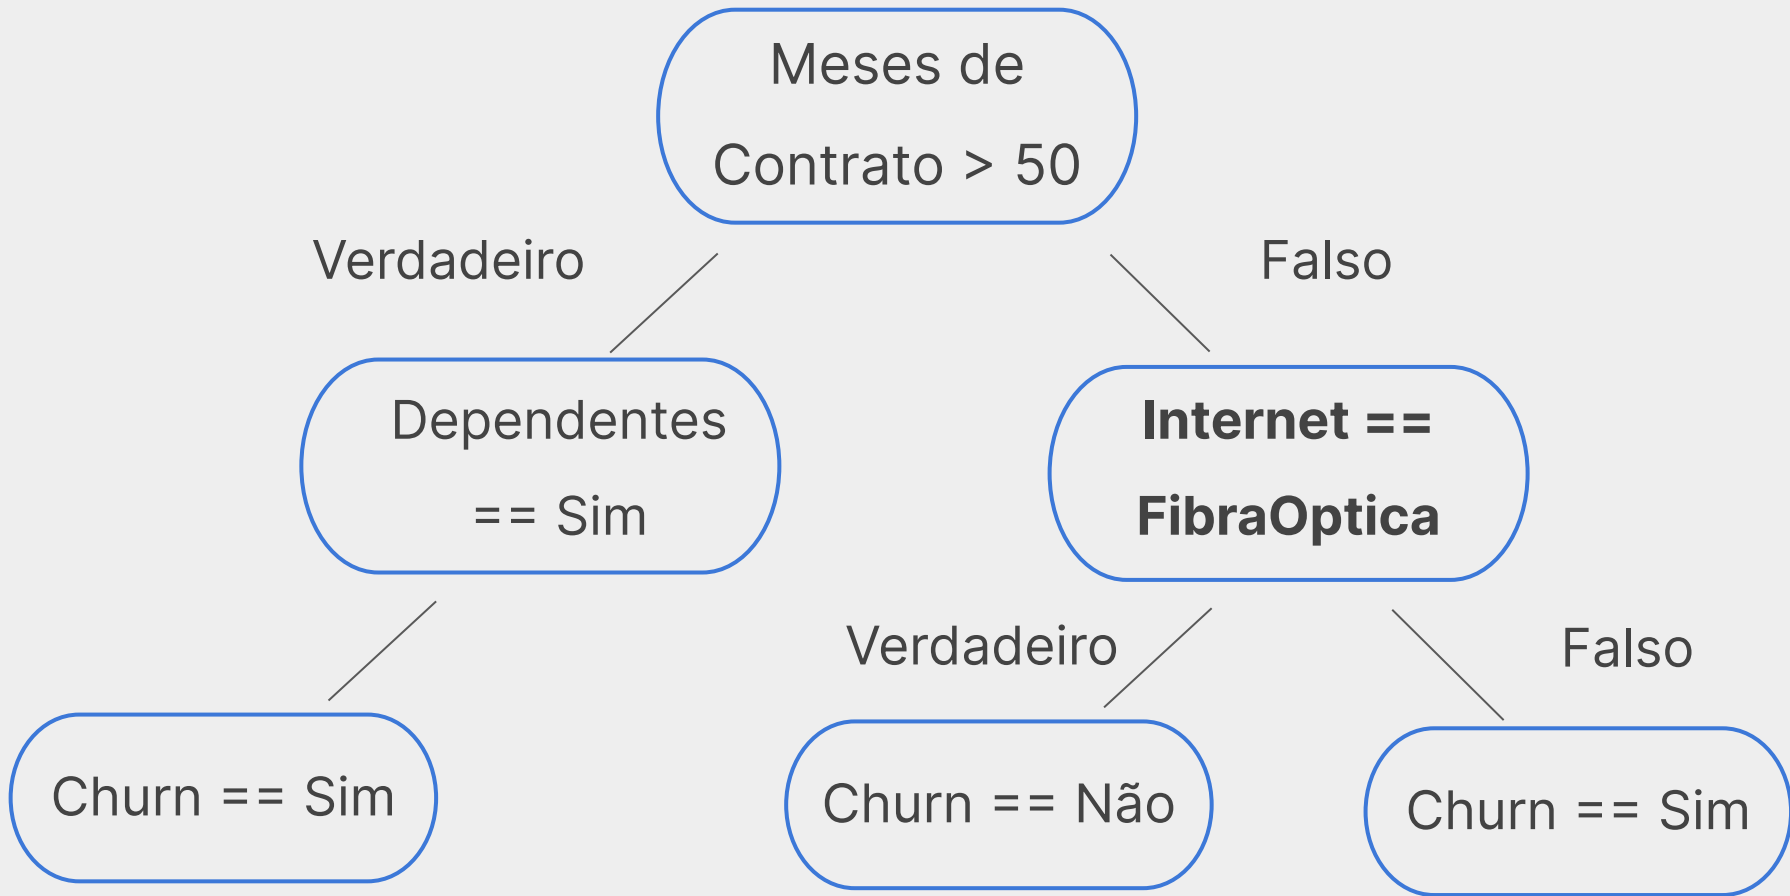 Meses de
Contrato > 50
Verdadeiro
Falso
Dependentes
== Sim
Internet ==
FibraOptica
Verdadeiro
Falso
Churn == Sim
Churn == Não
Churn == Sim